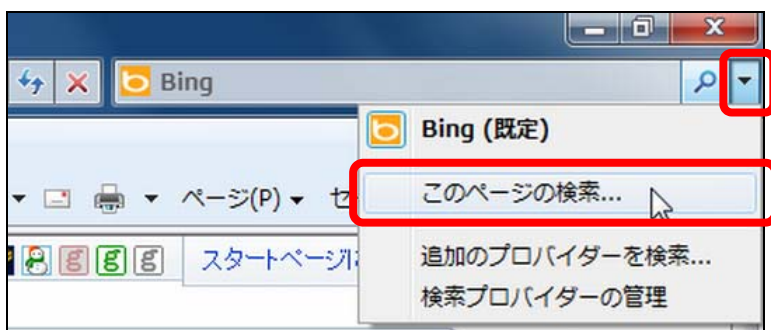 Bing
Bing (既定)
ページ(P)
このページの検索...
スタートページ
追加のプロバイダーを検索...
検索プロバイダーの管理